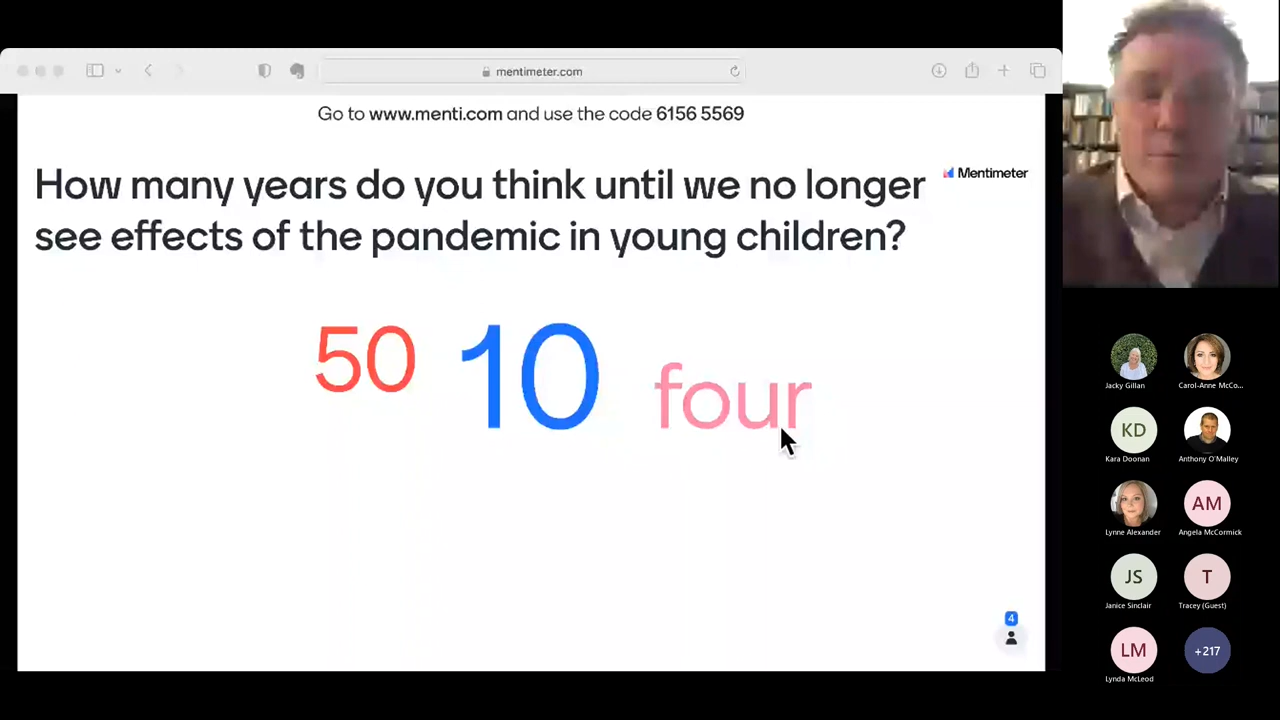 mentimeter.com
Go to www.menti.com and use the code 6156 5569
How many years do you think until we no longer
see effects of the pandemic in young children?
Mentimeter
50 10 four
4
Jacky Gillan
Carol-Anne McCo...
KD
Kara Doonan
Anthony O'Malley
Lynne Alexander
AM
Angela McCormick
JS
Janice Sinclair
T
Tracey (Guest)
LM
Lynda McLeod
+217